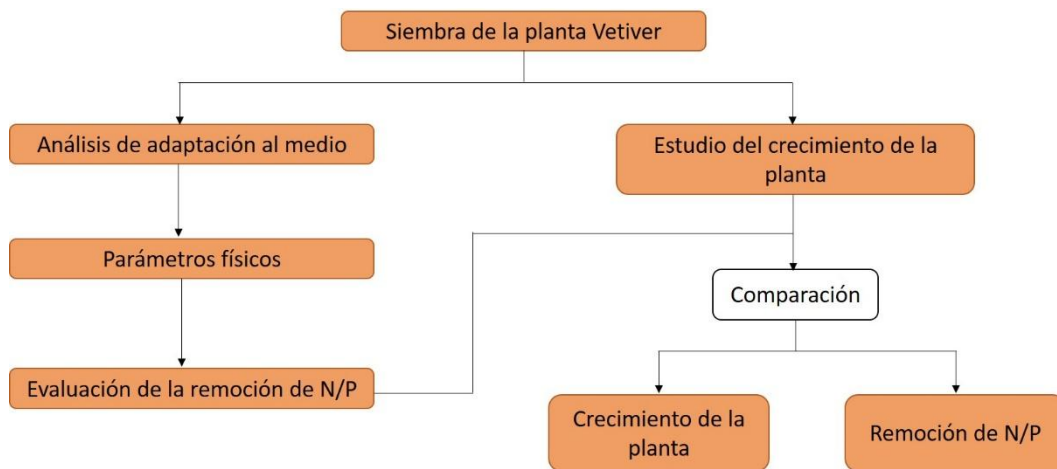 Siembra de la planta Vetiver
Análisis de adaptación al medio
Estudio del crecimiento de la
planta
Parámetros físicos
Comparación
Evaluación de la remoción de N/P
Crecimiento de la
planta
Remoción de N/P